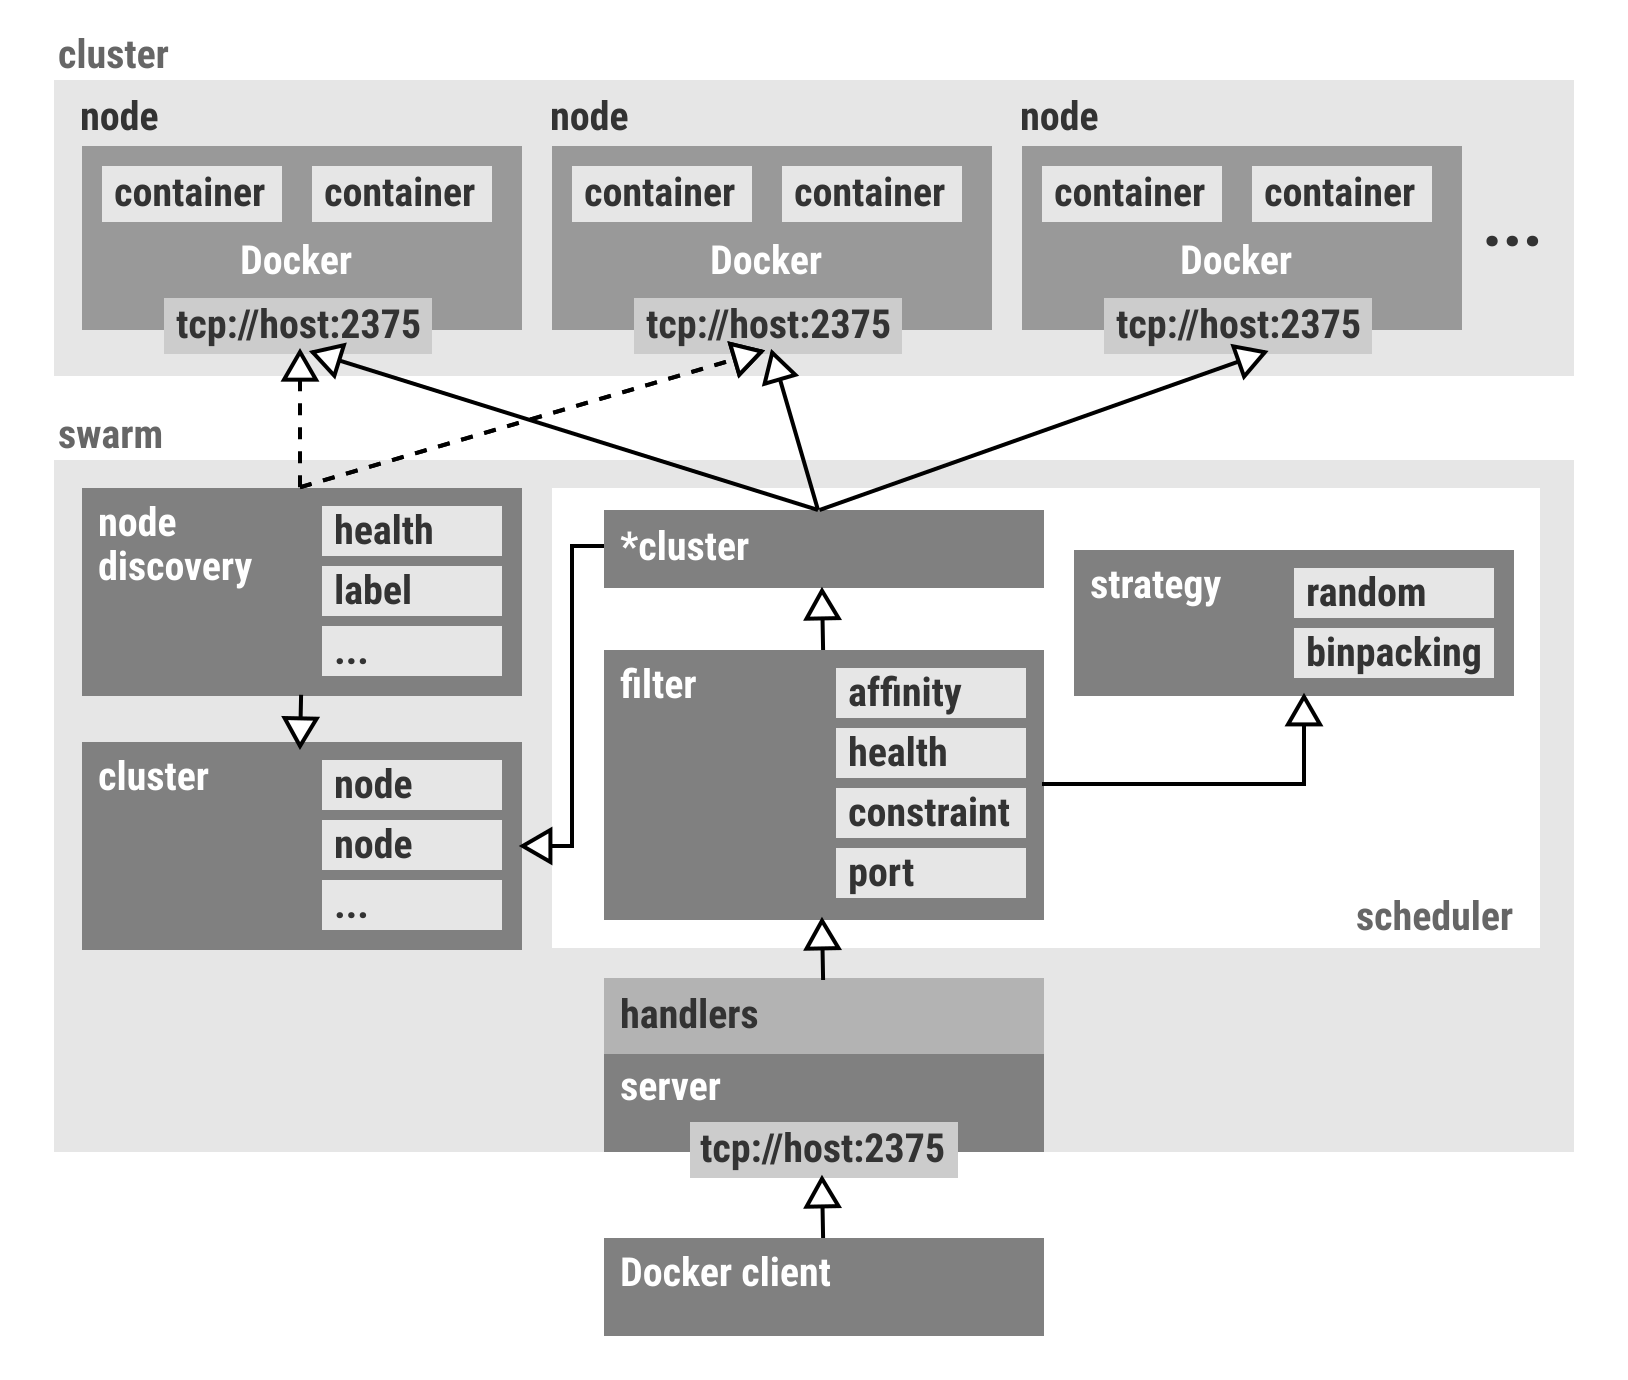 cluster
node
node
node
container
container
container
container
container
container
...
Docker
Docker
Docker
tcp://host:2375
tcp://host:2375
tcp://host:2375
swarm
node
discovery
health
label
...
*cluster
strategy
random
binpacking
filter
affinity
health
constraint
port
cluster
node
node
...
scheduler
handlers
server
tcp://host:2375
Docker client